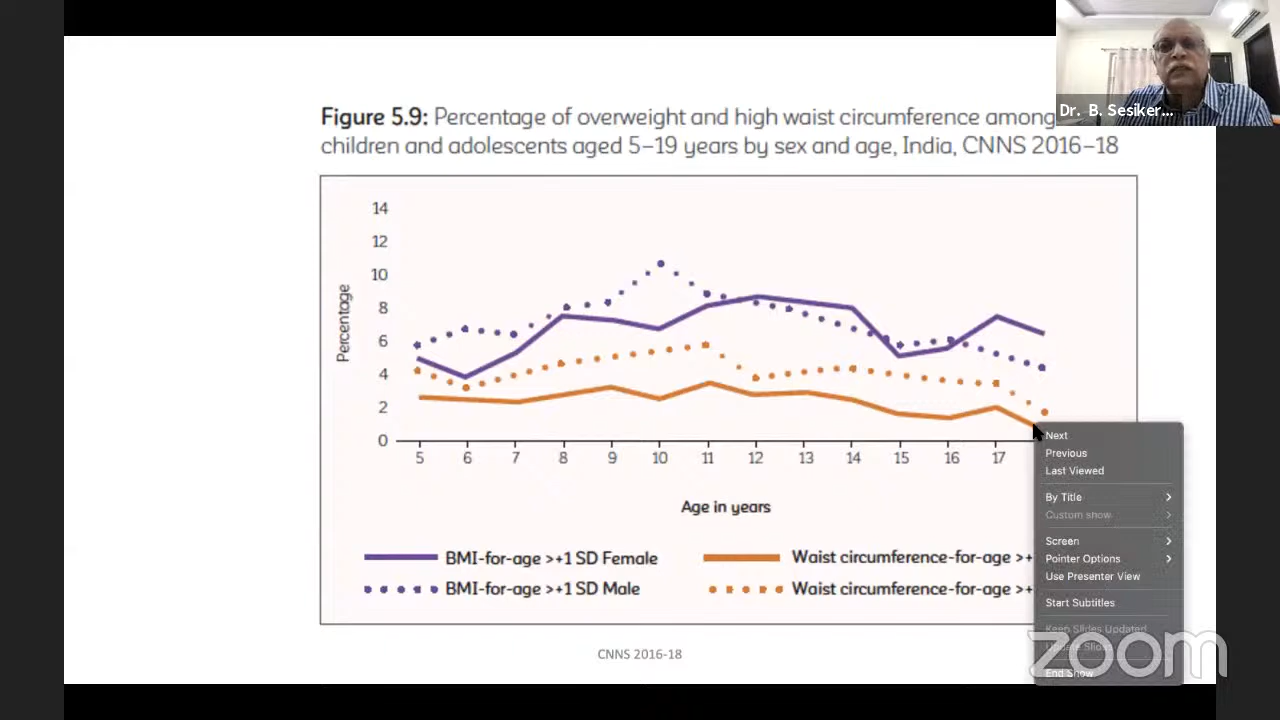 Dr. B. Sesiker...
Figure 5.9: Percentage of overweight and high waist circumference among
children and adolescents aged 5–19 years by sex and age, India, CNNS 2016–18
14
12
10
8
6
4
2
0
Percentage
5 6 7 8 9 10 11 12 13 14 15 16 17
Age in years
BMI-for-age >+1 SD Female
Waist circumference-for-age >+
BMI-for-age >+1 SD Male
Waist circumference-for-age >+
CNNS 2016-18
Next
Previous
Last Viewed
By Title
Custom show
Screen
Pointer Options
Use Presenter View
Start Subtitles
Keep Slides Updated
Update Slides
End Show
zoom